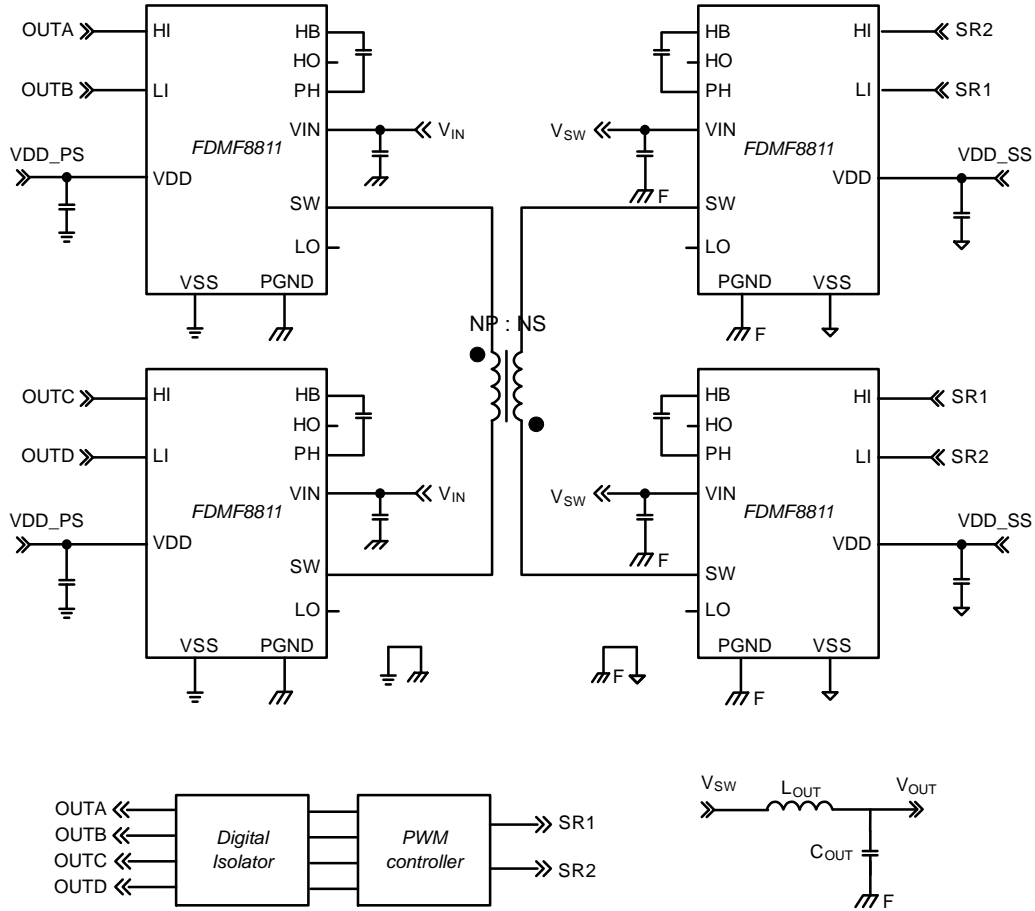 OUTA
HI
HB
HO
OUTB
LI
PH
VIN
VIN
FDMF8811
VDD_PS
VDD
SW
LO
VSS
PGND
HB
HI
SR2
HO
PH
LI
SR1
VSW
VIN
FDMF8811
F
VDD_SS
VDD
SW
LO
PGND
VSS
F
NP : NS
OUTC
HI
HB
HO
OUTD
LI
PH
VIN
VIN
FDMF8811
VDD_PS
VDD
SW
LO
VSS
PGND
HB
HI
SR1
HO
PH
LI
SR2
VSW
VIN
FDMF8811
F
VDD_SS
VDD
SW
LO
PGND
VSS
F
F
OUTA
OUTB
OUTC
OUTD
Digital
Isolator
PWM
controller
SR1
SR2
VSW
LOUT
VOUT
COUT
F